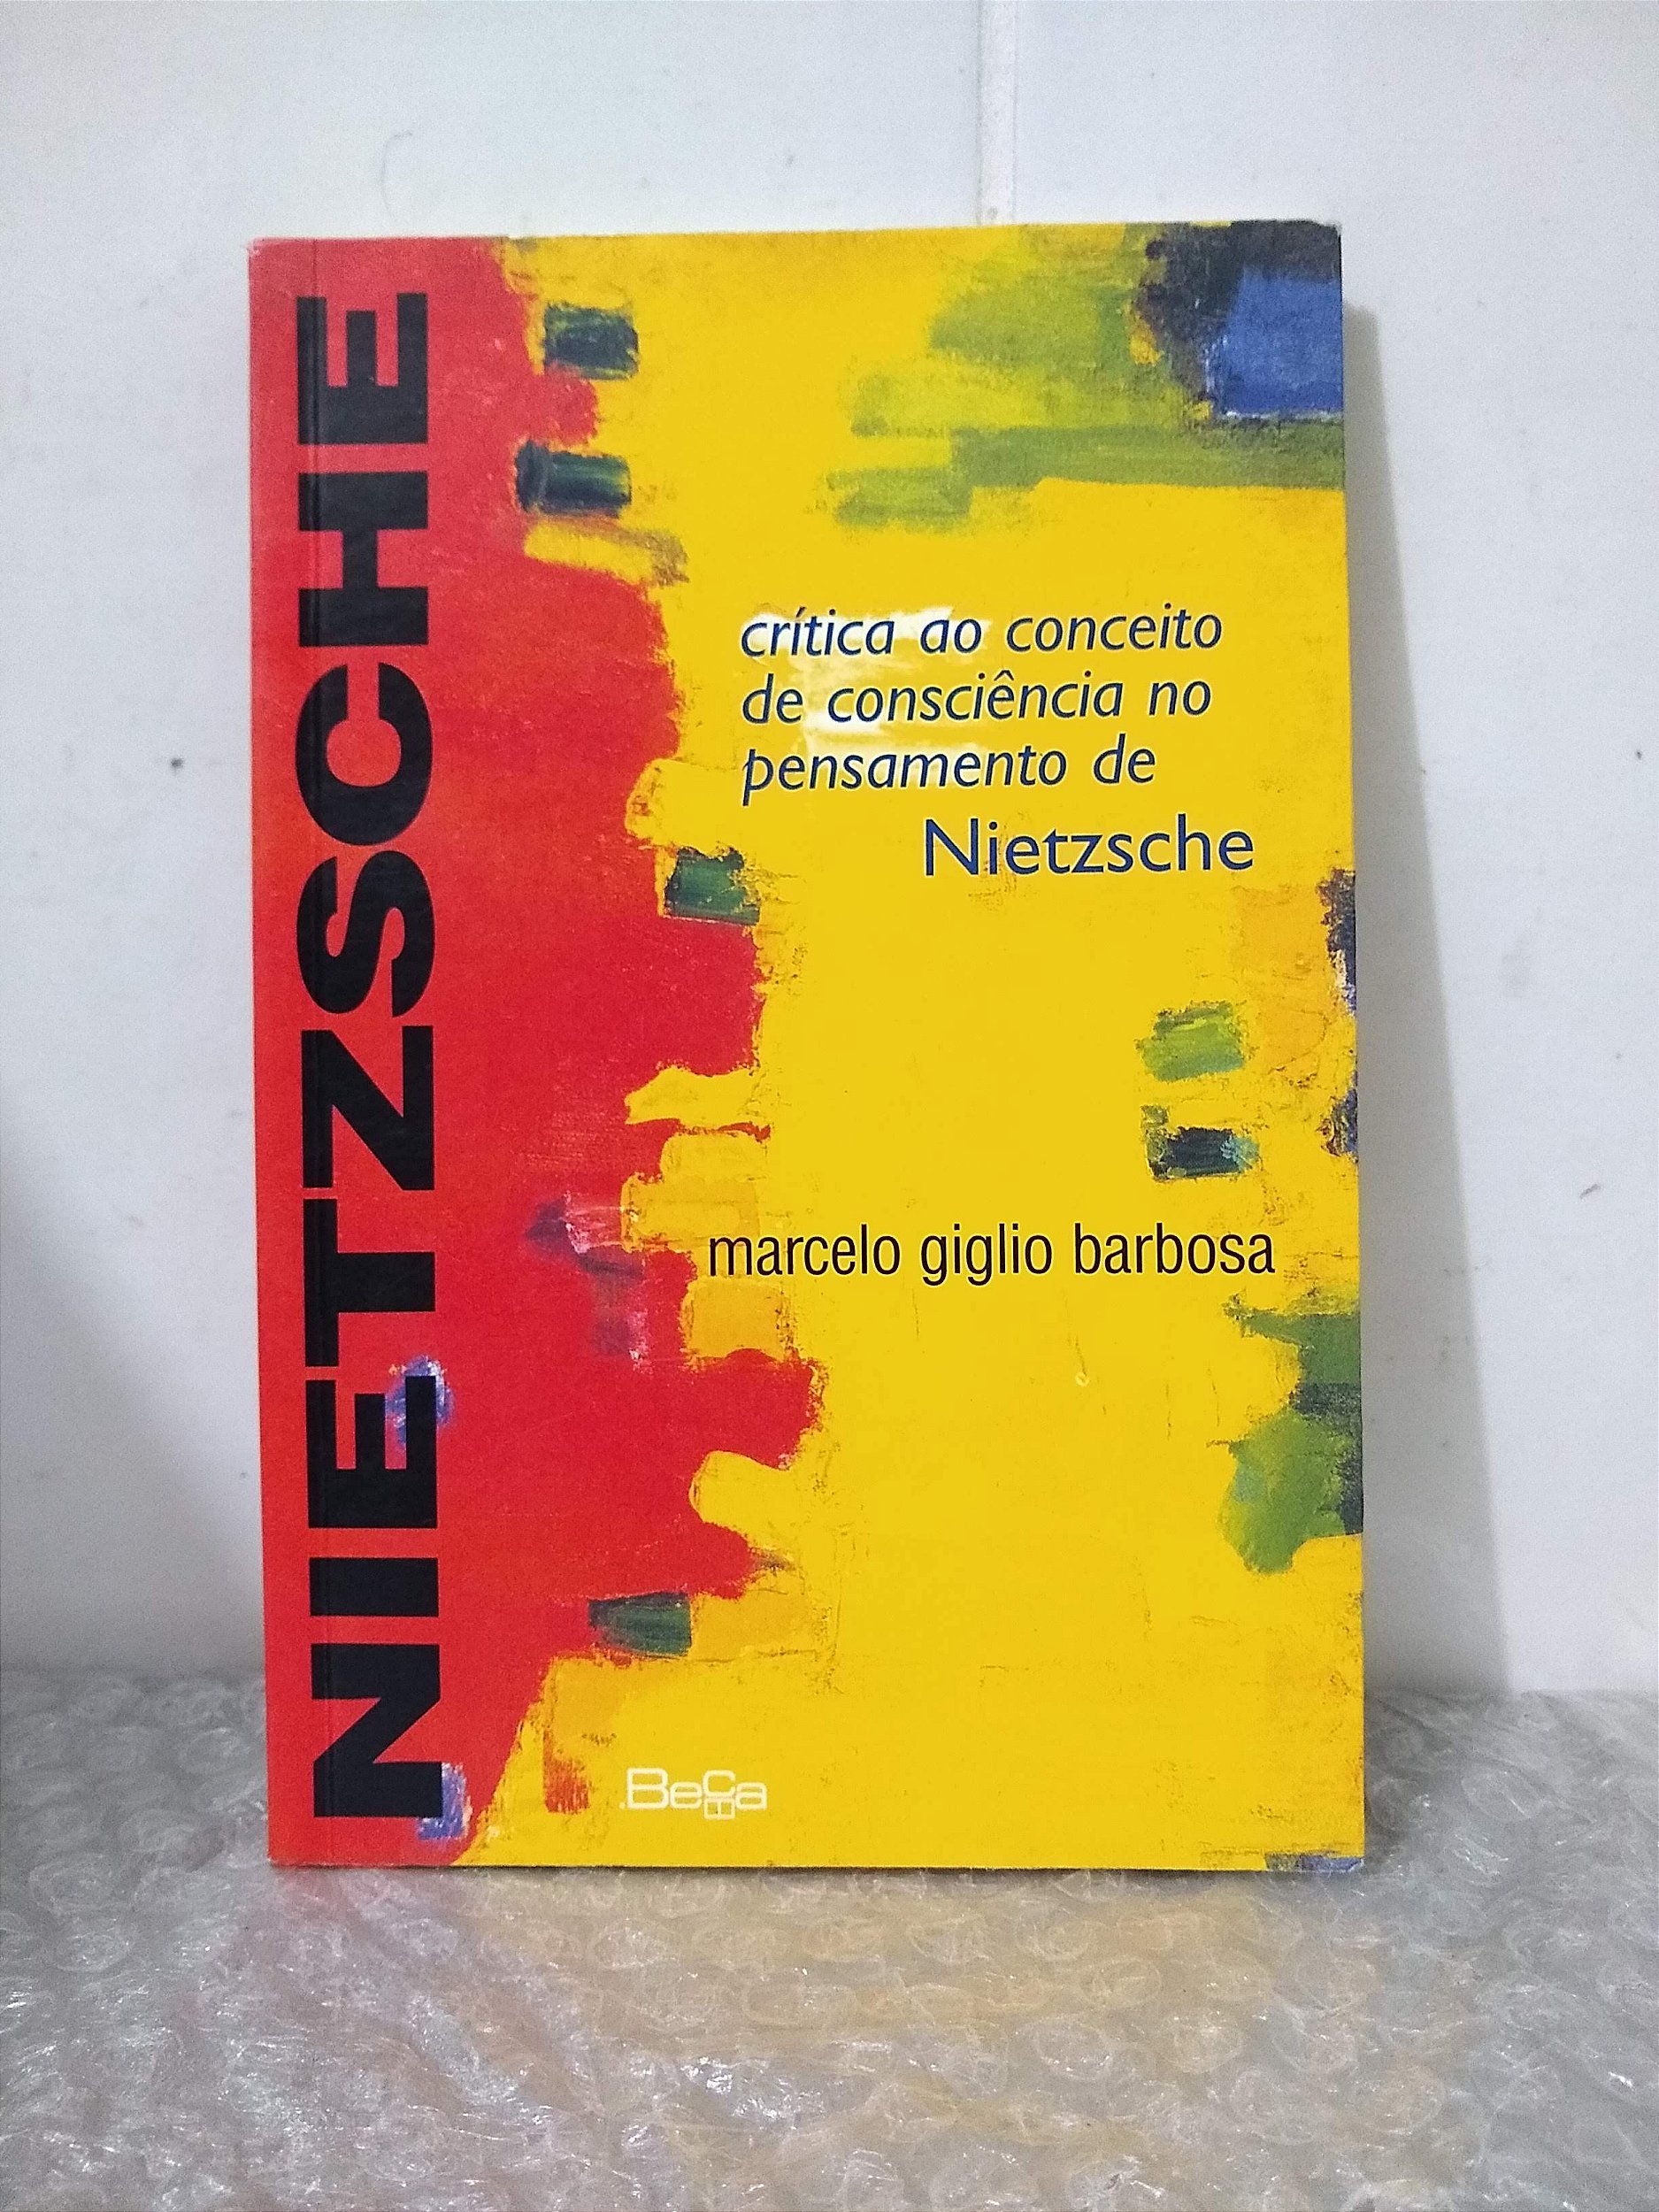 NIETZSCHE
crítica ao conceito
de consciência no
pensamento de
Nietzsche
marcelo giglio barbosa
.BeCa